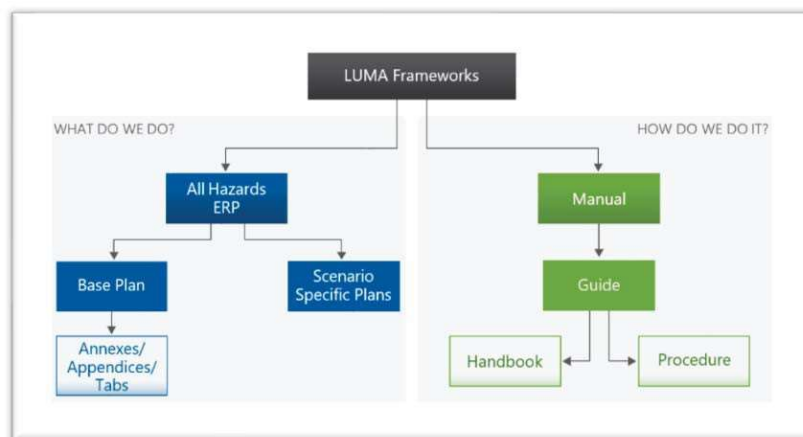 LUMA Frameworks
WHAT DO WE DO?
HOW DO WE DO IT?
All Hazards
ERP
Manual
Base Plan
Scenario
Specific Plans
Guide
Annexes/
Appendices/
Tabs
Handbook
Procedure